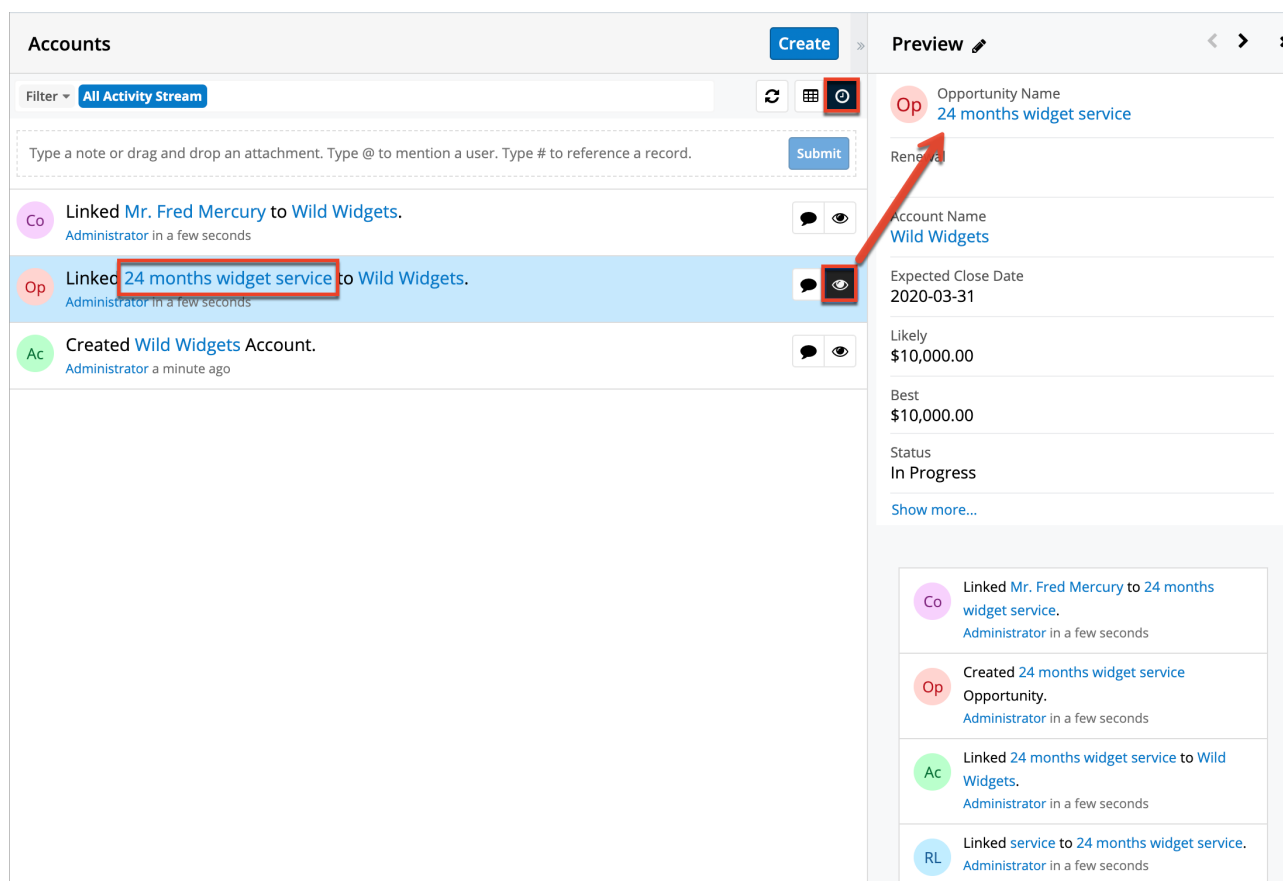 Accounts
Create
»
Filter
All Activity Stream
Type a note or drag and drop an attachment. Type @ to mention a user. Type # to reference a record.
Submit
Co
Linked Mr. Fred Mercury to Wild Widgets.
Administrator in a few seconds
Op
Linked 24 months widget service to Wild Widgets.
Administrator in a few seconds
Ac
Created Wild Widgets Account.
Administrator a minute ago
Preview
Op
Opportunity Name
24 months widget service
Renewal
Account Name
Wild Widgets
Expected Close Date
2020-03-31
Likely
$10,000.00
Best
$10,000.00
Status
In Progress
Show more...
Co
Linked Mr. Fred Mercury to 24 months
widget service.
Administrator in a few seconds
Op
Created 24 months widget service
Opportunity.
Administrator in a few seconds
Ac
Linked 24 months widget service to Wild
Widgets.
Administrator in a few seconds
RL
Linked service to 24 months widget service.
Administrator in a few seconds